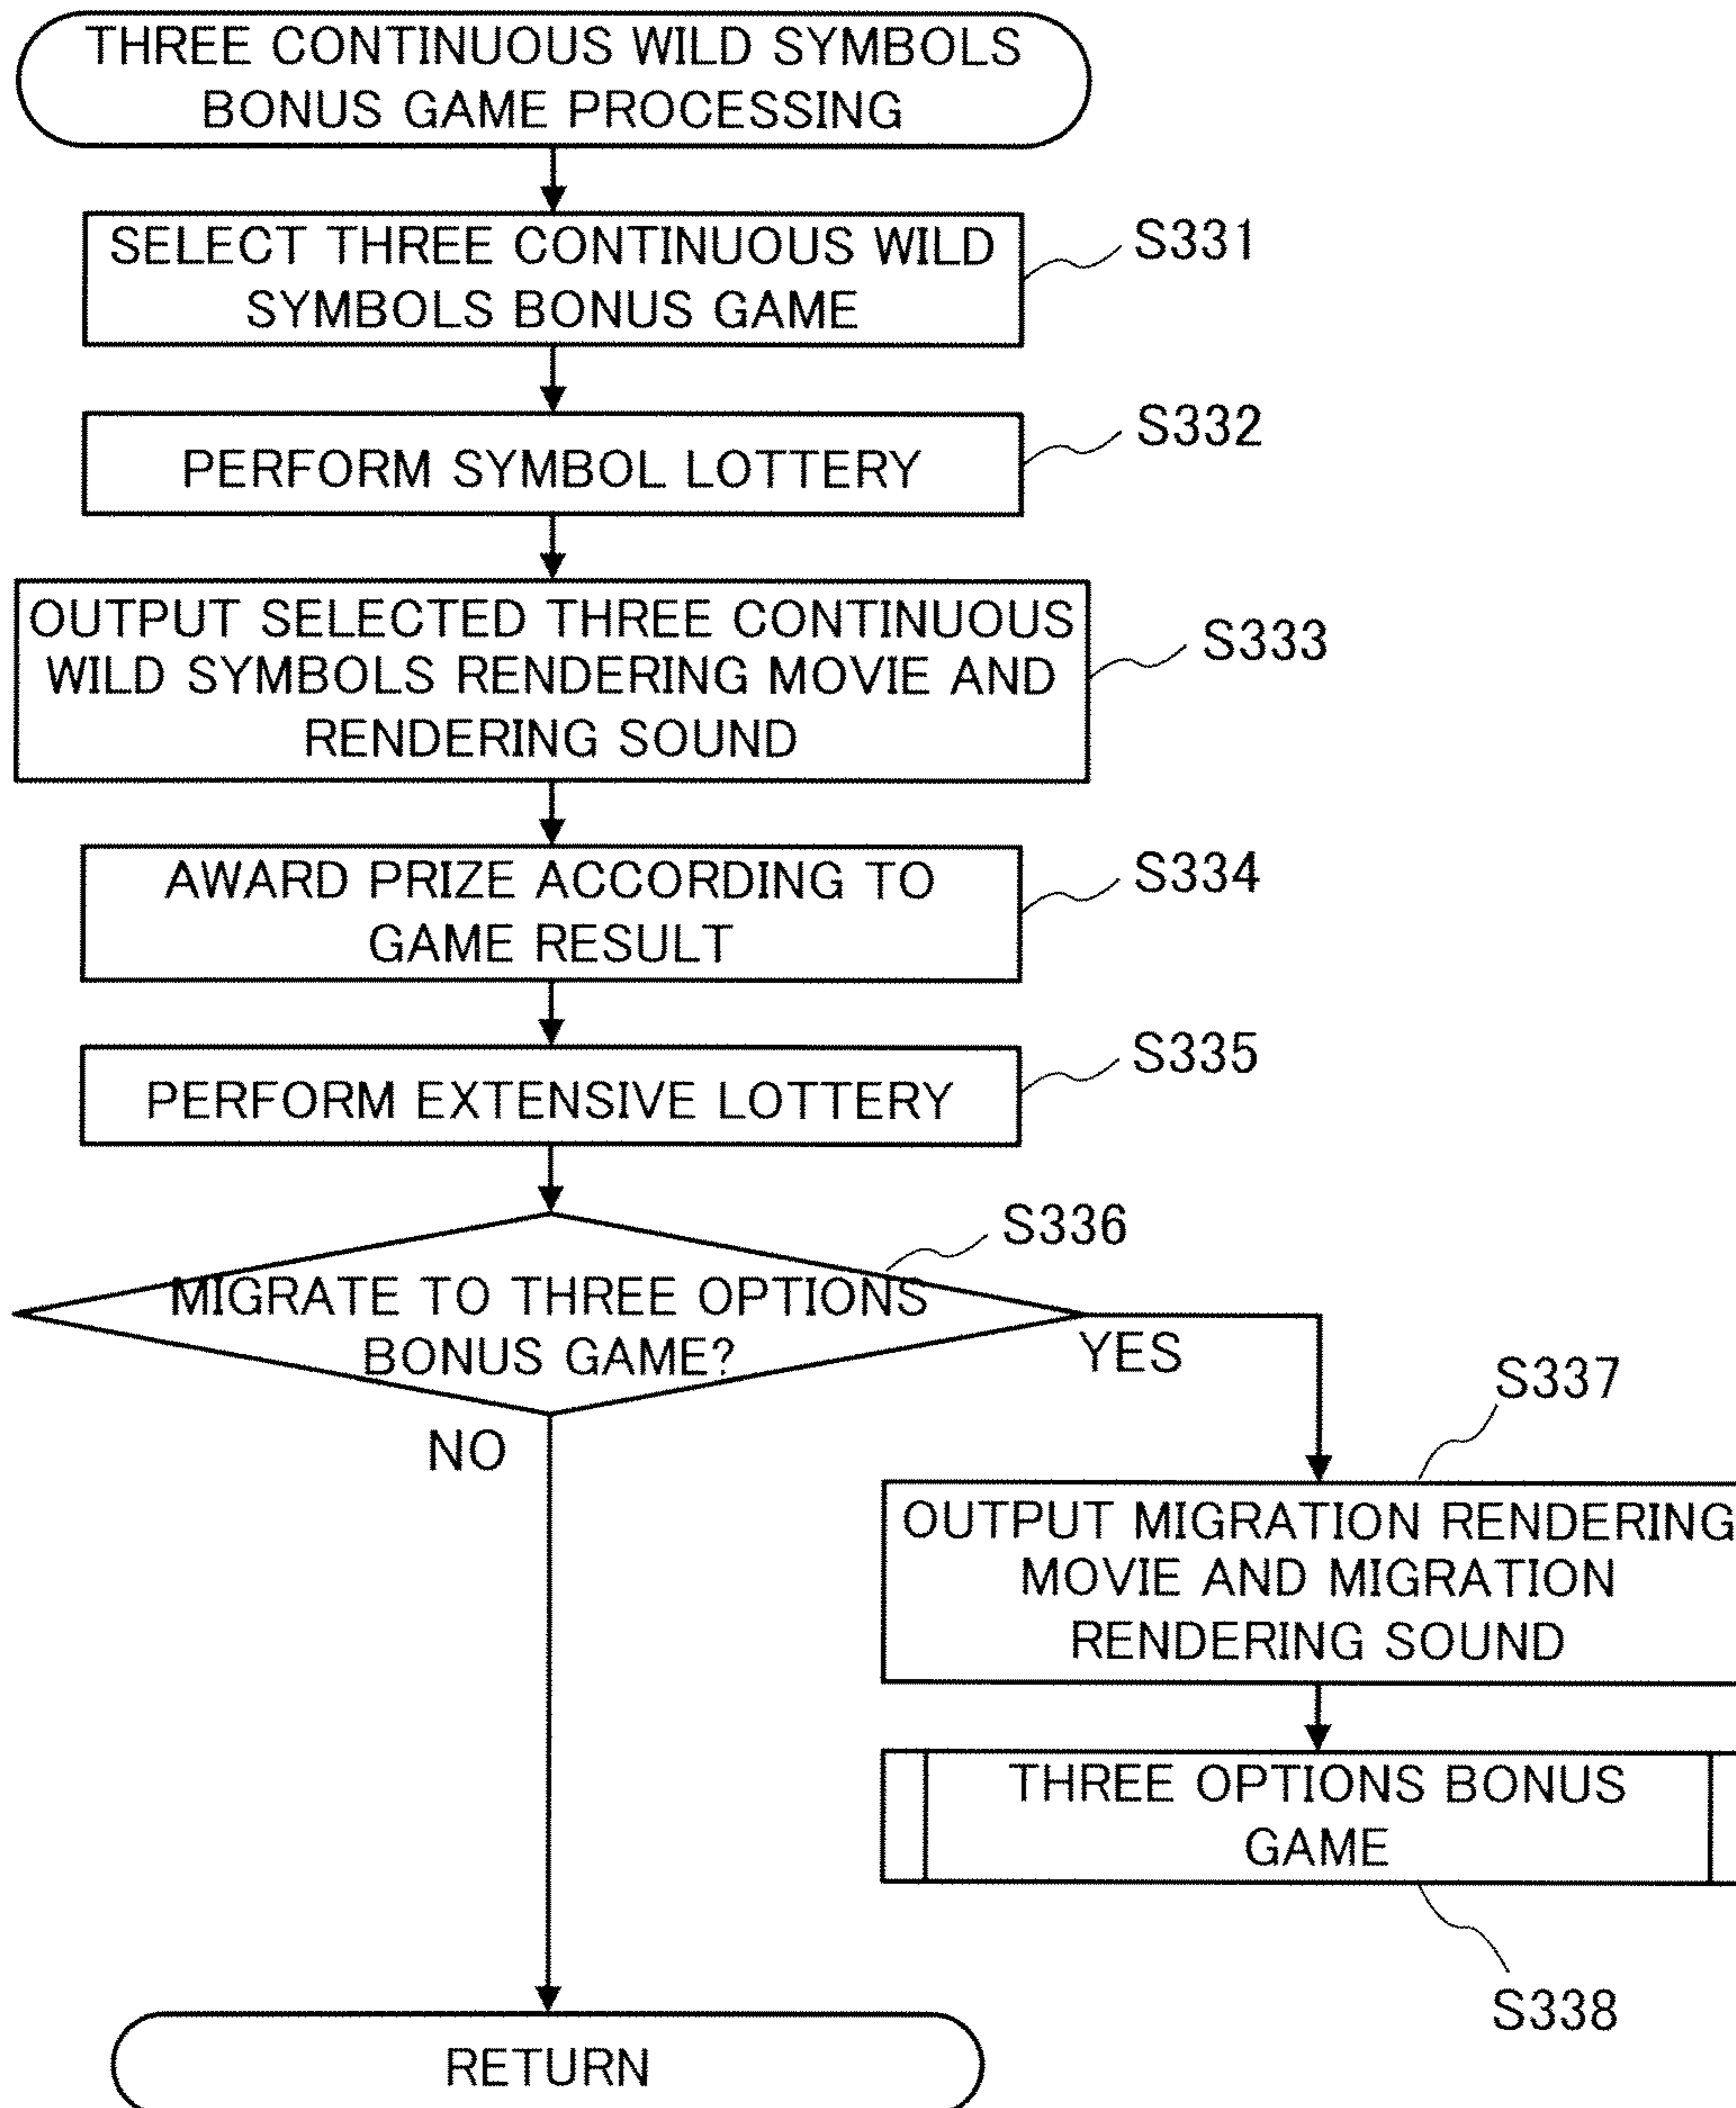 THREE CONTINUOUS WILD SYMBOLS
BONUS GAME PROCESSING
SELECT THREE CONTINUOUS WILD
SYMBOLS BONUS GAME
S331
PERFORM SYMBOL LOTTERY
S332
OUTPUT SELECTED THREE CONTINUOUS
WILD SYMBOLS RENDERING MOVIE AND
RENDERING SOUND
S333
AWARD PRIZE ACCORDING TO
GAME RESULT
S334
PERFORM EXTENSIVE LOTTERY
S335
S336
MIGRATE TO THREE OPTIONS
BONUS GAME?
YES
NO
S337
OUTPUT MIGRATION RENDERING
MOVIE AND MIGRATION
RENDERING SOUND
THREE OPTIONS BONUS
GAME
S338
RETURN